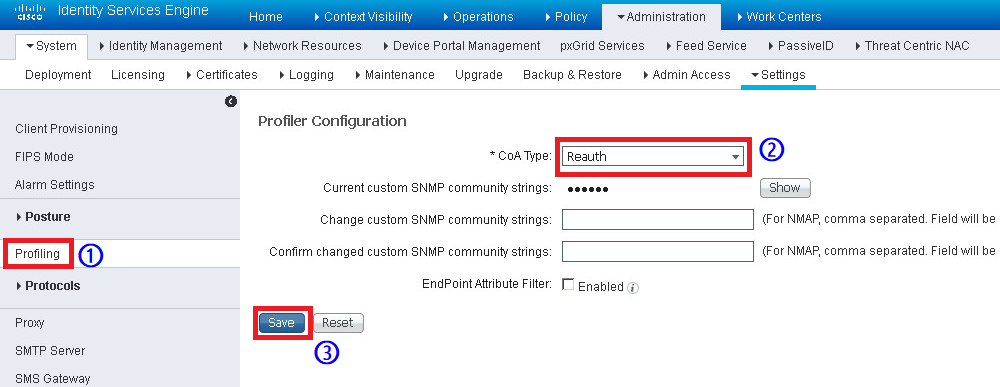 cisco Identity Services Engine Home Context Visibility Operations Policy Administration Work Centers
System Identity Management Network Resources Device Portal Management pxGrid Services Feed Service PassiveID Threat Centric NAC
Deployment Licensing Certificates Logging Maintenance Upgrade Backup & Restore Admin Access Settings
Client Provisioning
FIPS Mode
Alarm Settings
Posture
Profiling 1
Protocols
Proxy
SMTP Server
SMS Gateway
Profiler Configuration
* CoA Type: Reauth 2
Current custom SNMP community strings: •••••• Show
Change custom SNMP community strings: (For NMAP, comma separated. Field will be
Confirm changed custom SNMP community strings: (For NMAP, comma separated. Field will be
EndPoint Attribute Filter: Enabled i
Save Reset
3